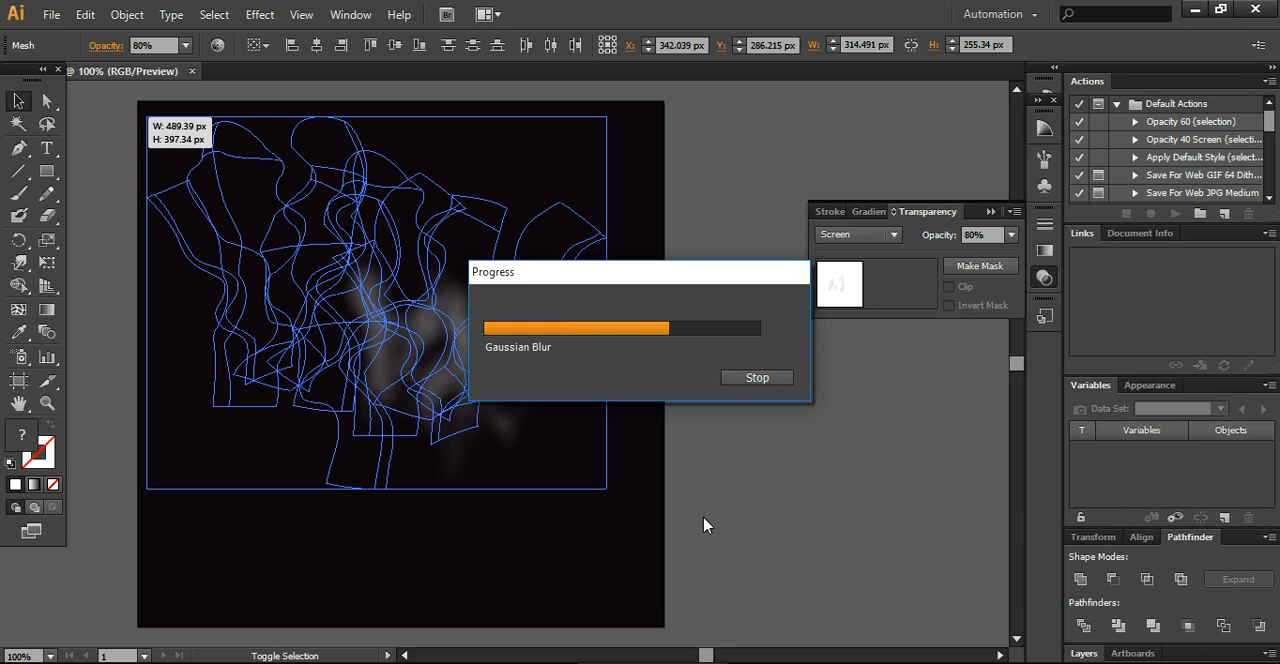 Ai File Edit Object Type Select Effect View Window Help Br Automation
Mesh Opacity: 80% X: 342.039 px Y: 286.215 px W: 314.491 px H: 255.34 px
@ 100% (RGB/Preview)
W: 489.39 px
H: 397.34 px
Stroke Gradien Transparency
Screen Opacity: 80%
Make Mask
Clip
Invert Mask
Progress
Gaussian Blur
Stop
Actions
Default Actions
Opacity 60 (selection)
Opacity 40 Screen (selecti...
Apply Default Style (select...
Save For Web GIF 64 Dith...
Save For Web JPG Medium
Links Document Info
Variables Appearance
Data Set:
T Variables Objects
Transform Align Pathfinder
Shape Modes:
Expand
Pathfinders:
Layers Artboards
?
100% 1 Toggle Selection